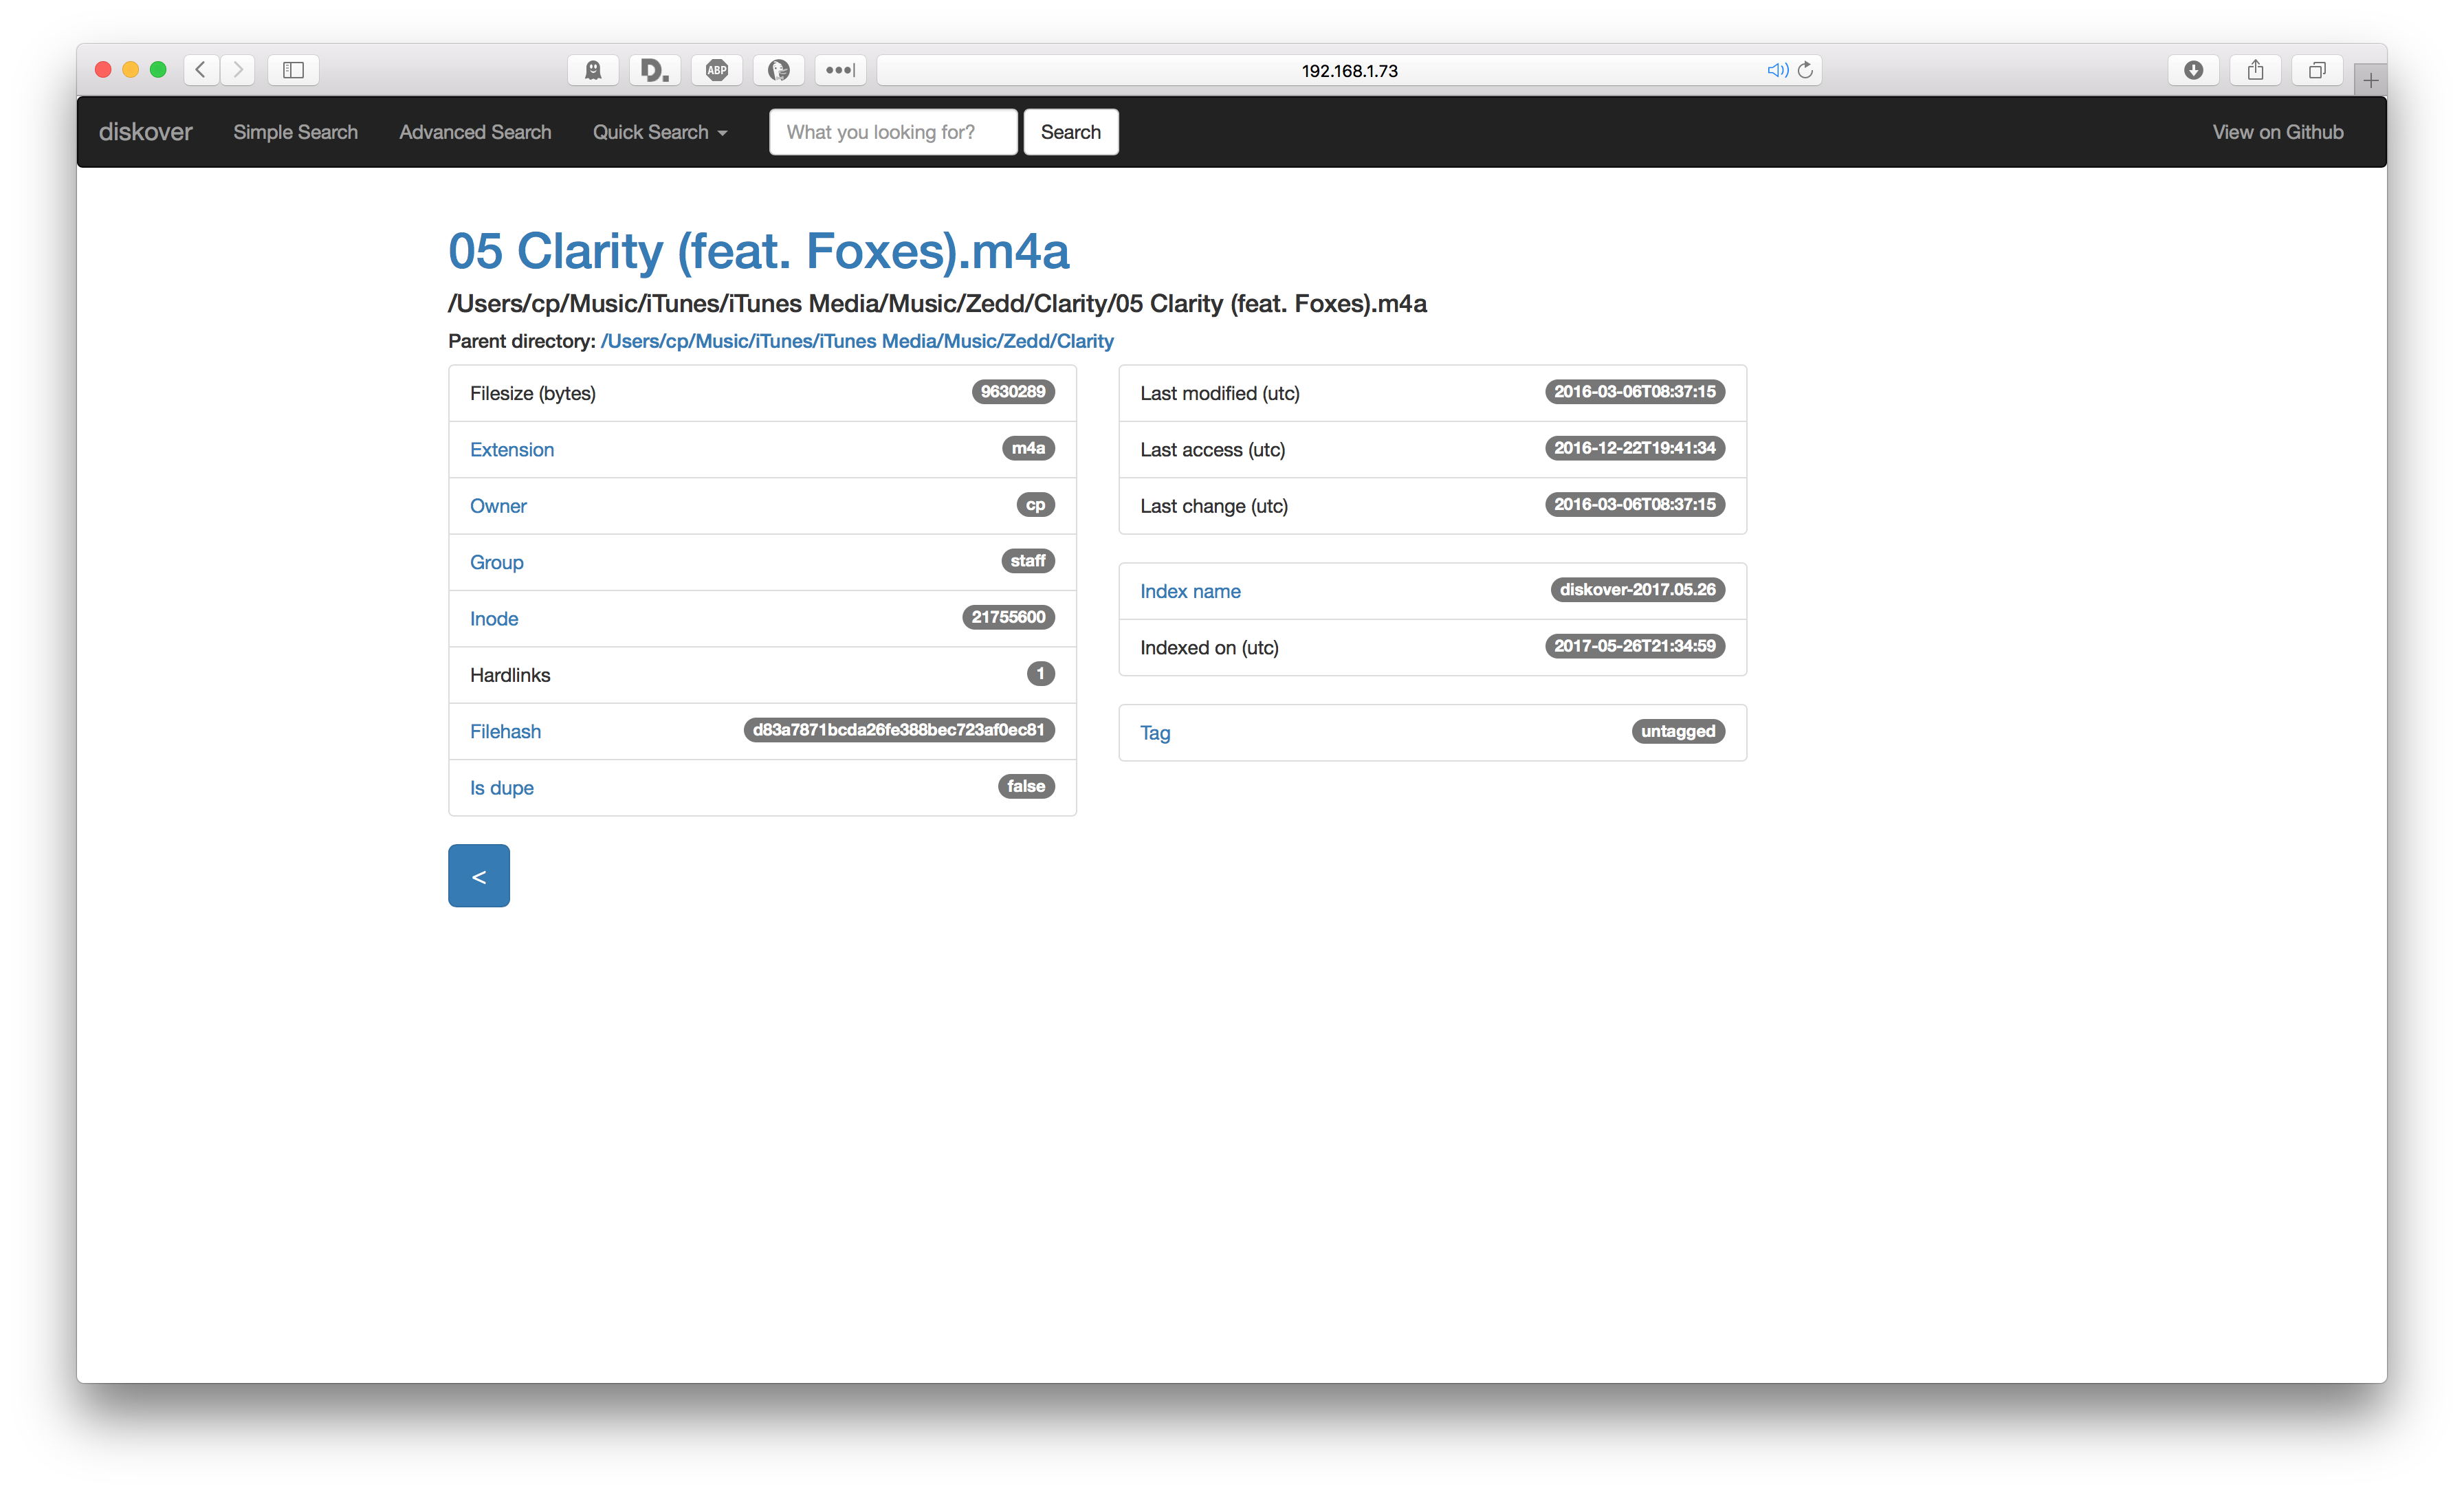 D. ABP 192.168.1.73
diskover Simple Search Advanced Search Quick Search What you looking for? Search View on Github
05 Clarity (feat. Foxes).m4a
/Users/cp/Music/iTunes/iTunes Media/Music/Zedd/Clarity/05 Clarity (feat. Foxes).m4a
Parent directory: /Users/cp/Music/iTunes/iTunes Media/Music/Zedd/Clarity
Filesize (bytes) 9630289
Extension m4a
Owner cp
Group staff
Inode 21755600
Hardlinks 1
Filehash d83a7871bcda26fe388bec723af0ec81
Is dupe false
Last modified (utc) 2016-03-06T08:37:15
Last access (utc) 2016-12-22T19:41:34
Last change (utc) 2016-03-06T08:37:15
Index name diskover-2017.05.26
Indexed on (utc) 2017-05-26T21:34:59
Tag untagged
<